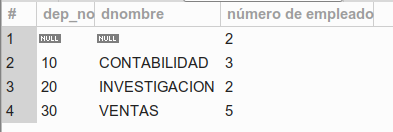 # dep_no dnombre número de empleado
1 NULL NULL 2
2 10 CONTABILIDAD 3
3 20 INVESTIGACION 2
4 30 VENTAS 5